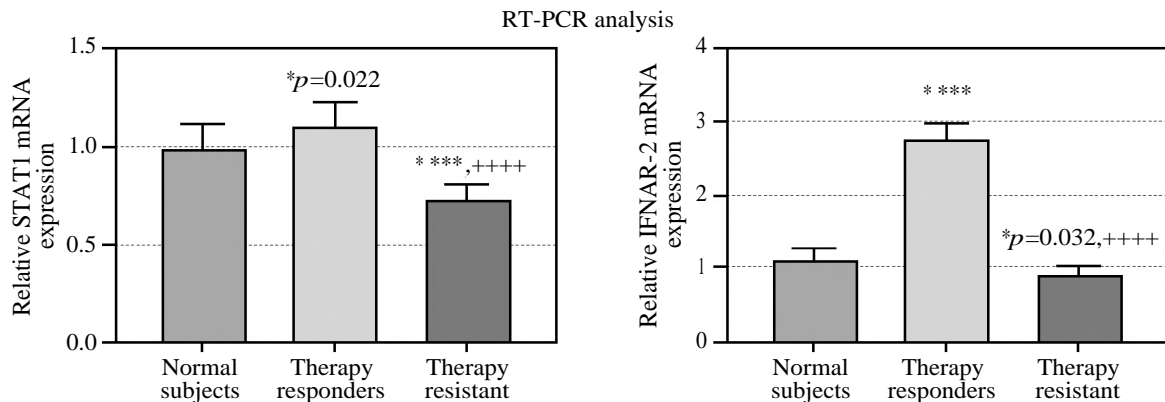 RT-PCR analysis
Relative STAT1 mRNA
expression
1.5
1.0
0.5
0.0
*p=0.022
* ***,++++
Normal
subjects
Therapy
responders
Therapy
resistant
Relative IFNAR-2 mRNA
expression
4
3
2
1
0
* ***
*p=0.032,++++
Normal
subjects
Therapy
responders
Therapy
resistant